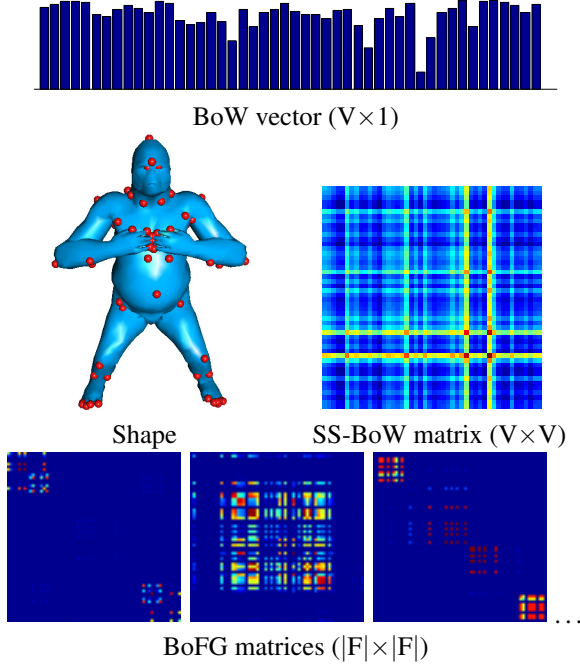 BoW vector (V×1)
Shape
SS-BoW matrix (V×V)
...
BoFG matrices (|F|×|F|)